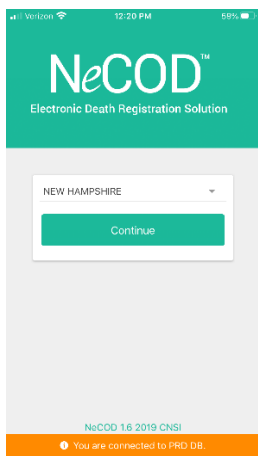 Verizon 12:20 PM 59%
NeCOD™
Electronic Death Registration Solution
NEW HAMPSHIRE
Continue
NeCOD 1.6 2019 CNSI
You are connected to PRD DB.